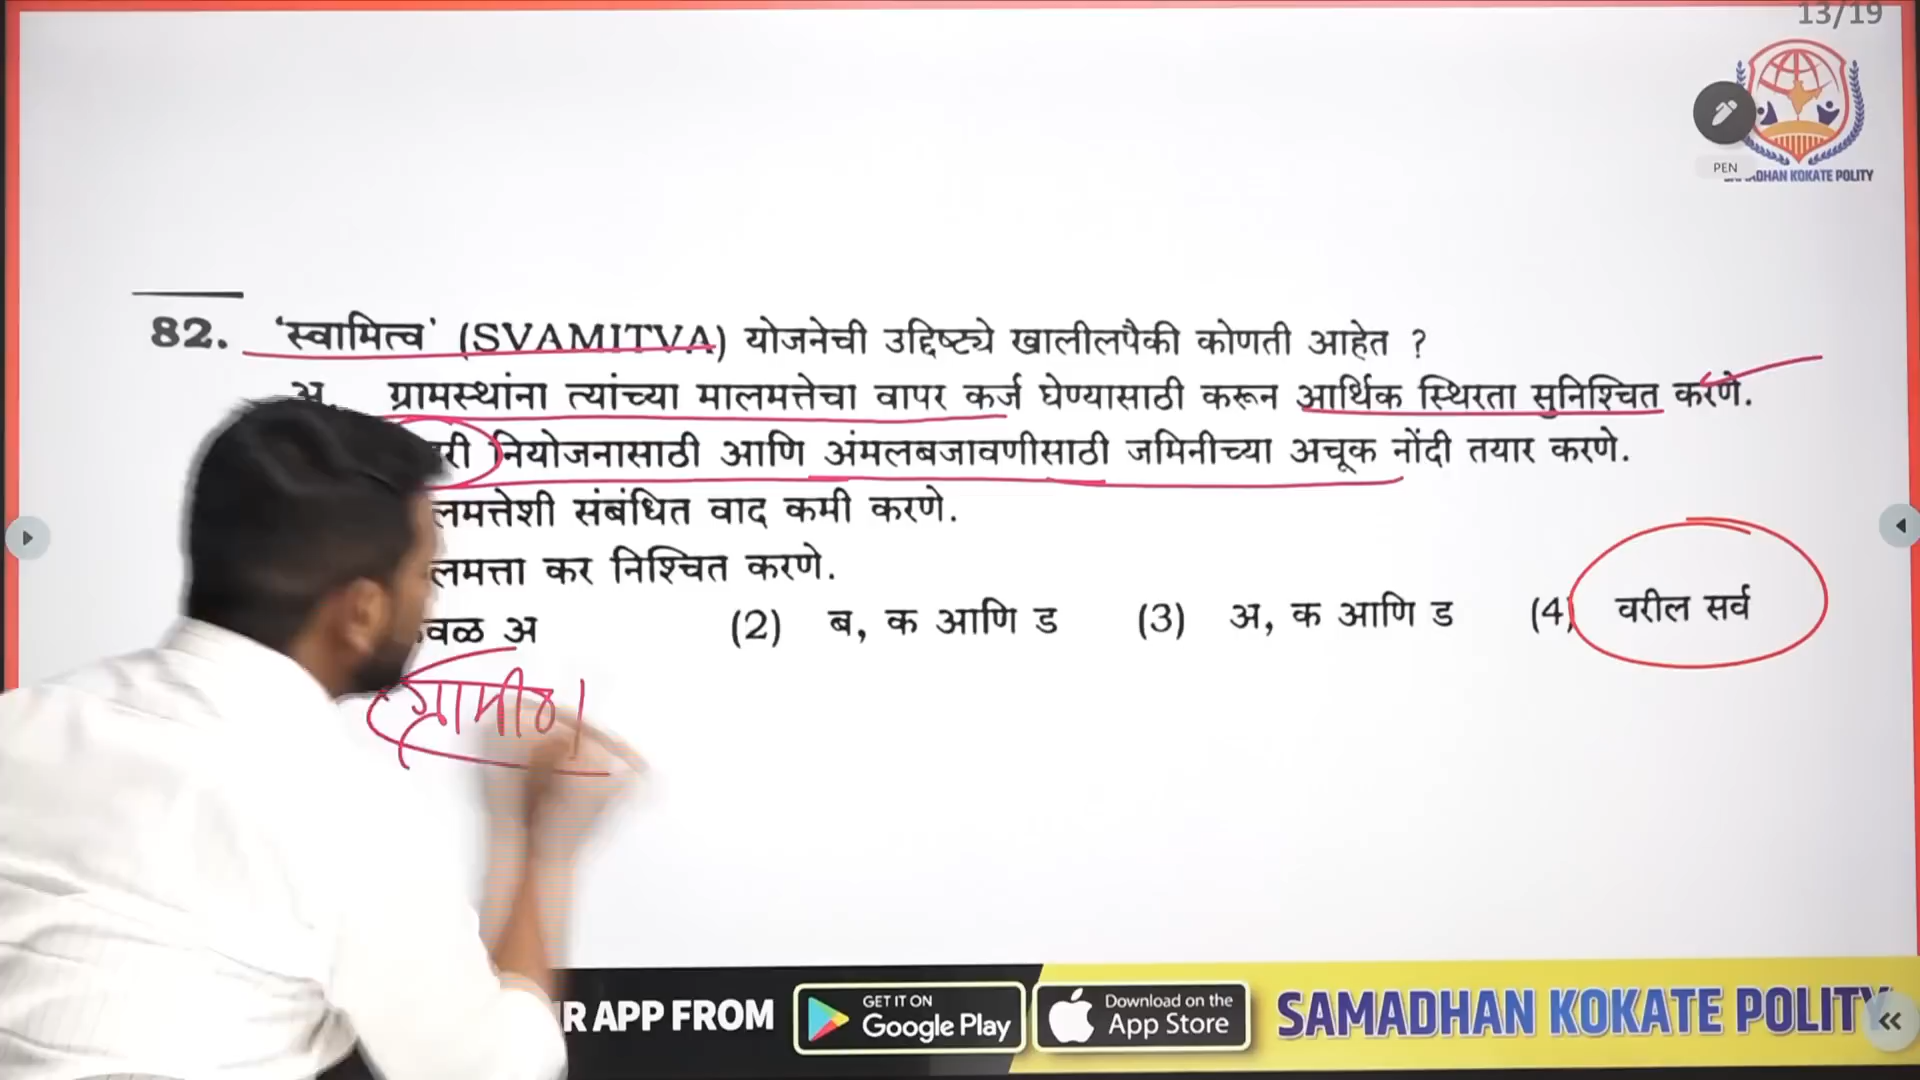 13/19
PEN
DHAN KOKATE POLITY
82. 'स्वामित्व' (SVAMITVA) योजनेची उद्दिष्ट्ये खालीलपैकी कोणती आहेत ?
अ. ग्रामस्थांना त्यांच्या मालमत्तेचा वापर कर्ज घेण्यासाठी करून आर्थिक स्थिरता सुनिश्चित करणे.
री नियोजनासाठी आणि अंमलबजावणीसाठी जमिनीच्या अचूक नोंदी तयार करणे.
लमत्तेशी संबंधित वाद कमी करणे.
लमत्ता कर निश्चित करणे.
वळ अ (2) ब, क आणि ड (3) अ, क आणि ड (4) वरील सर्व
R APP FROM
GET IT ON
Google Play
Download on the
App Store
SAMADHAN KOKATE POLITY